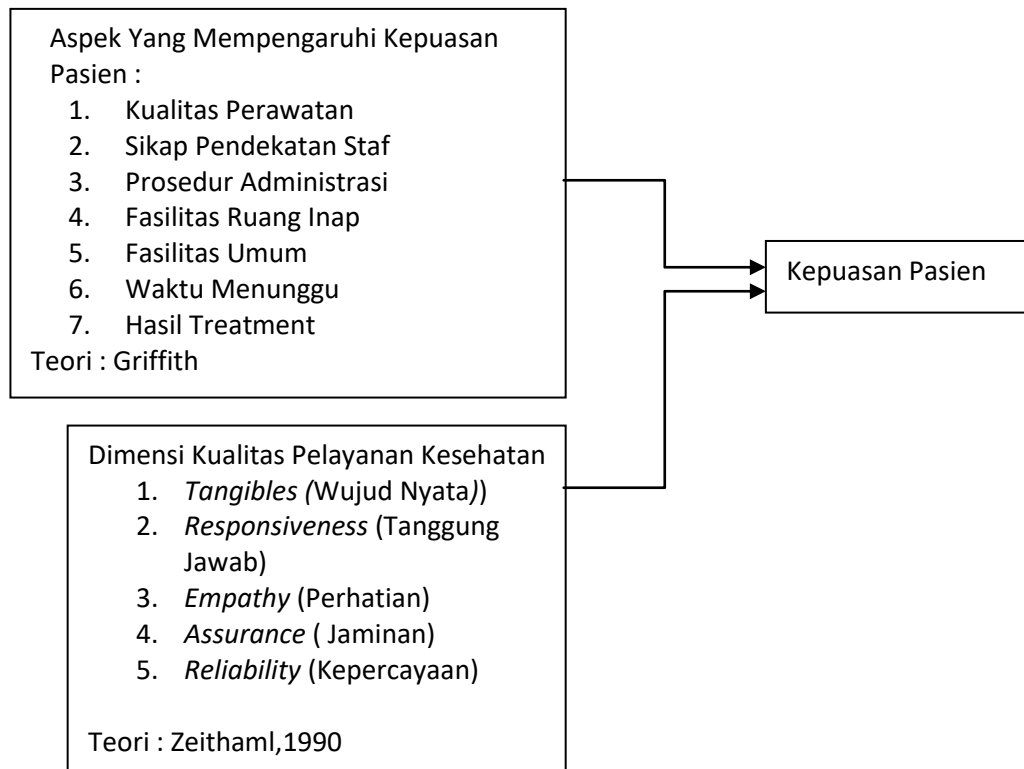 Aspek Yang Mempengaruhi Kepuasan
Pasien :
1. Kualitas Perawatan
2. Sikap Pendekatan Staf
3. Prosedur Administrasi
4. Fasilitas Ruang Inap
5. Fasilitas Umum
6. Waktu Menunggu
7. Hasil Treatment
Teori : Griffith
Kepuasan Pasien
Dimensi Kualitas Pelayanan Kesehatan
1. Tangibles (Wujud Nyata))
2. Responsiveness (Tanggung
Jawab)
3. Empathy (Perhatian)
4. Assurance ( Jaminan)
5. Reliability (Kepercayaan)
Teori : Zeithaml,1990